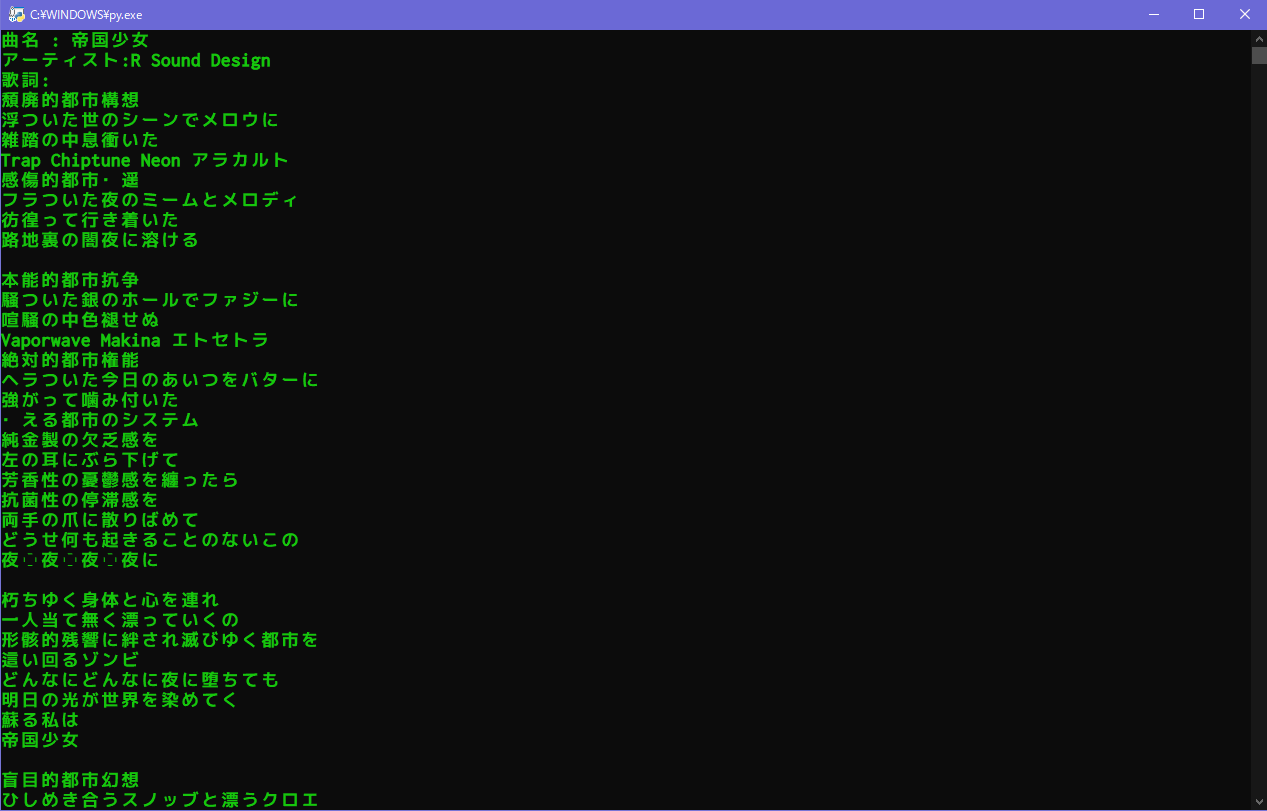 C:¥WINDOWS¥py.exe
曲名 : 帝国少女
アーティスト:R Sound Design
歌詞:
頽廃的都市構想
浮ついた世のシーンでメロウに
雑踏の中息衝いた
Trap Chiptune Neon アラカルト
感傷的都市・遥
フラついた夜のミームとメロディ
彷徨って行き着いた
路地裏の闇夜に溶ける

本能的都市抗争
騒ついた銀のホールでファジーに
喧騒の中色褪せぬ
Vaporwave Makina エトセトラ
絶対的都市権能
ヘラついた今日のあいつをバターに
強がって噛み付いた
・える都市のシステム
純金製の欠乏感を
左の耳にぶら下げて
芳香性の憂鬱感を纏ったら
抗菌性の停滞感を
両手の爪に散りばめて
どうせ何も起きることのないこの
夜 夜 夜 夜に

朽ちゆく身体と心を連れ
一人当て無く漂っていくの
形骸的残響に絆され滅びゆく都市を
這い回るゾンビ
どんなにどんなに夜に堕ちても
明日の光が世界を染めてく
蘇る私は
帝国少女

盲目的都市幻想
ひしめき合うスノッブと漂うクロエ